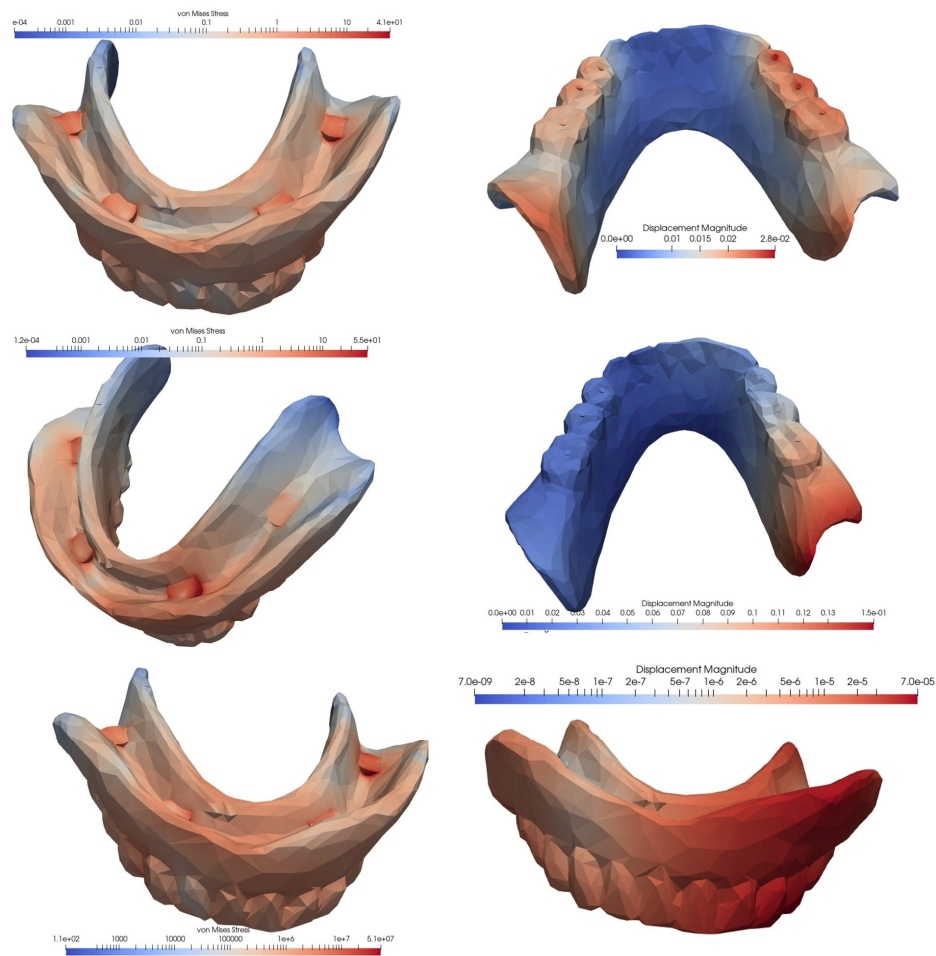 von Mises Stress
e-04 0.001 0.01 0.1 1 10 4.1e+01
Displacement Magnitude
0.0e+00 0.01 0.015 0.02 2.8e-02
von Mises Stress
1.2e-04 0.001 0.01 0.1 1 10 5.5e+01
Displacement Magnitude
0.0e+00 0.01 0.02 0.03 0.04 0.05 0.06 0.07 0.08 0.09 0.1 0.11 0.12 0.13 1.5e-01
Displacement Magnitude
7.0e-09 2e-8 5e-8 1e-7 2e-7 5e-7 1e-6 2e-6 5e-6 1e-5 2e-5 7.0e-05
von Mises Stress
1.1e+02 1000 10000 100000 1e+6 1e+7 5.1e+07